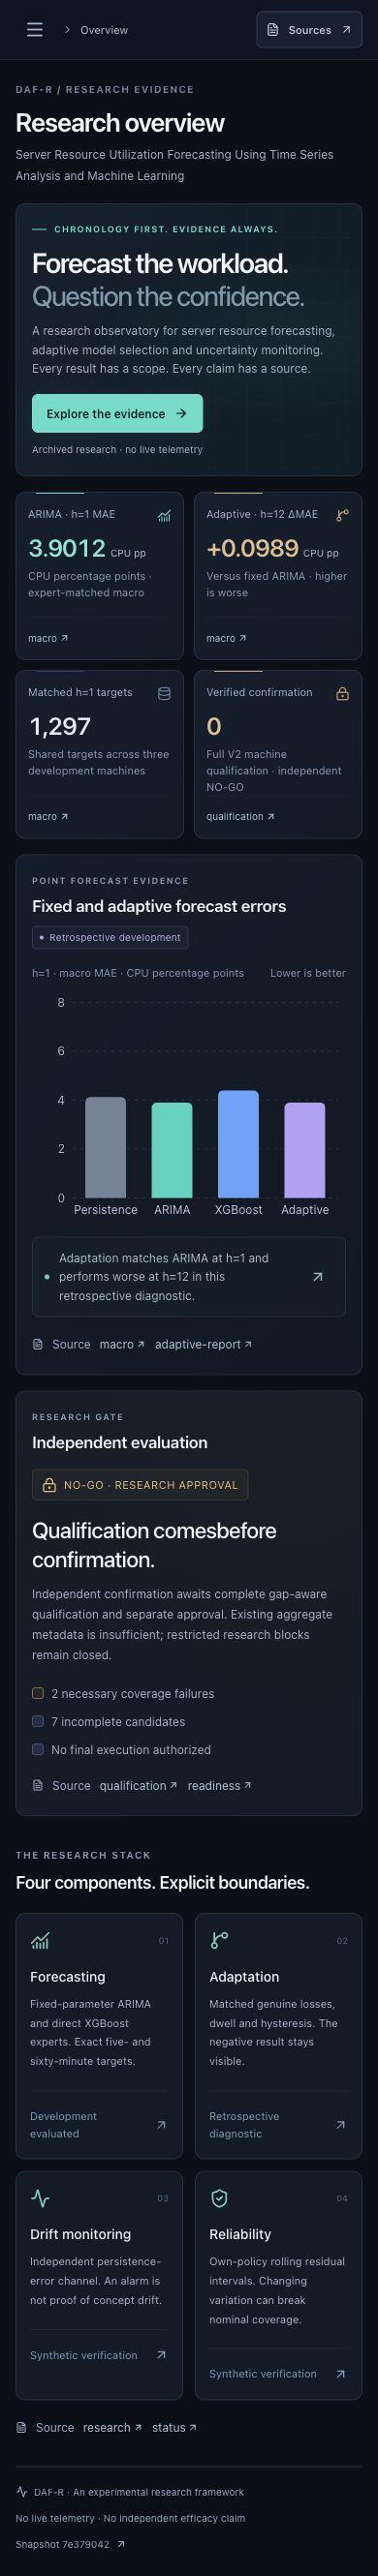 Overview
Sources
DAF-R / RESEARCH EVIDENCE
Research overview
Server Resource Utilization Forecasting Using Time Series
Analysis and Machine Learning
CHRONOLOGY FIRST. EVIDENCE ALWAYS.
Forecast the workload.
Question the confidence.
A research observatory for server resource forecasting,
adaptive model selection and uncertainty monitoring.
Every result has a scope. Every claim has a source.
Explore the evidence
Archived research · no live telemetry
ARIMA · h=1 MAE
3.9012 CPU pp
CPU percentage points ·
expert-matched macro
macro
Adaptive · h=12 ΔMAE
+0.0989 CPU pp
Versus fixed ARIMA · higher
is worse
macro
Matched h=1 targets
1,297
Shared targets across three
development machines
macro
Verified confirmation
0
Full V2 machine
qualification · independent
NO-GO
qualification
POINT FORECAST EVIDENCE
Fixed and adaptive forecast errors
Retrospective development
h=1 · macro MAE · CPU percentage points Lower is better
8
6
4
2
0
Persistence ARIMA XGBoost Adaptive
Adaptation matches ARIMA at h=1 and
performs worse at h=12 in this
retrospective diagnostic.
Source macro adaptive-report
RESEARCH GATE
Independent evaluation
NO-GO · RESEARCH APPROVAL
Qualification comesbefore
confirmation.
Independent confirmation awaits complete gap-aware
qualification and separate approval. Existing aggregate
metadata is insufficient; restricted research blocks
remain closed.
2 necessary coverage failures
7 incomplete candidates
No final execution authorized
Source qualification readiness
THE RESEARCH STACK
Four components. Explicit boundaries.
01
Forecasting
Fixed-parameter ARIMA
and direct XGBoost
experts. Exact five- and
sixty-minute targets.
Development
evaluated
02
Adaptation
Matched genuine losses,
dwell and hysteresis. The
negative result stays
visible.
Retrospective
diagnostic
03
Drift monitoring
Independent persistence-
error channel. An alarm is
not proof of concept drift.
Synthetic verification
04
Reliability
Own-policy rolling residual
intervals. Changing
variation can break
nominal coverage.
Synthetic verification
Source research status
DAF-R · An experimental research framework
No live telemetry · No independent efficacy claim
Snapshot 7e379042